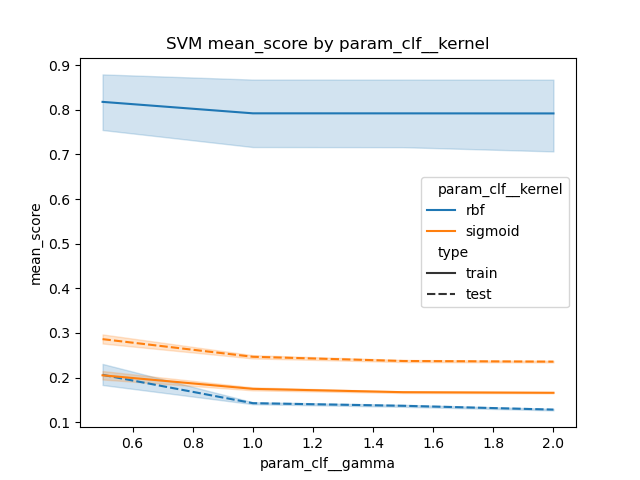 SVM mean_score by param_clf__kernel
0.9
0.8
0.7
0.6
0.5
0.4
0.3
0.2
0.1
mean_score
param_clf__kernel
rbf
sigmoid
type
train
test
0.6 0.8 1.0 1.2 1.4 1.6 1.8 2.0
param_clf__gamma